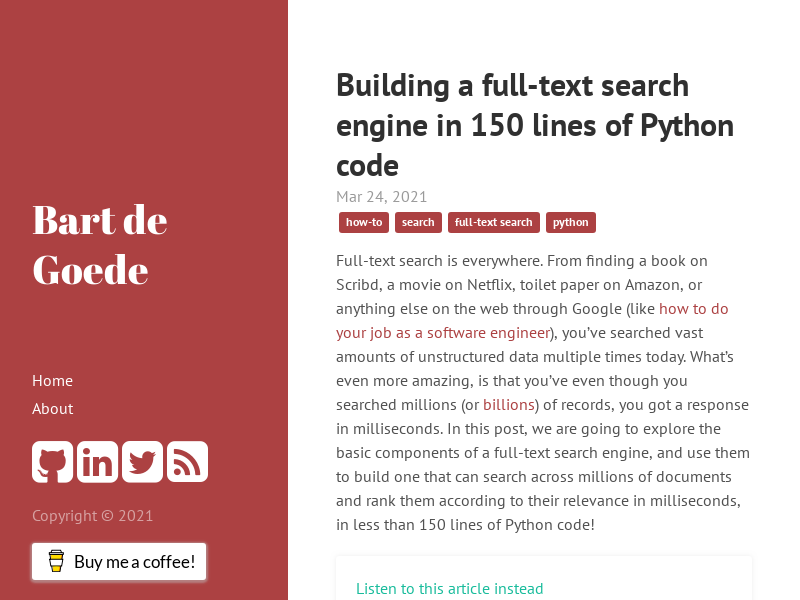 Bart de
Goede
Home
About
Copyright © 2021
Buy me a coffee!
Building a full-text search
engine in 150 lines of Python
code
Mar 24, 2021
how-to search full-text search python
Full-text search is everywhere. From finding a book on
Scribd, a movie on Netflix, toilet paper on Amazon, or
anything else on the web through Google (like how to do
your job as a software engineer), you’ve searched vast
amounts of unstructured data multiple times today. What’s
even more amazing, is that you’ve even though you
searched millions (or billions) of records, you got a response
in milliseconds. In this post, we are going to explore the
basic components of a full-text search engine, and use them
to build one that can search across millions of documents
and rank them according to their relevance in milliseconds,
in less than 150 lines of Python code!
Listen to this article instead